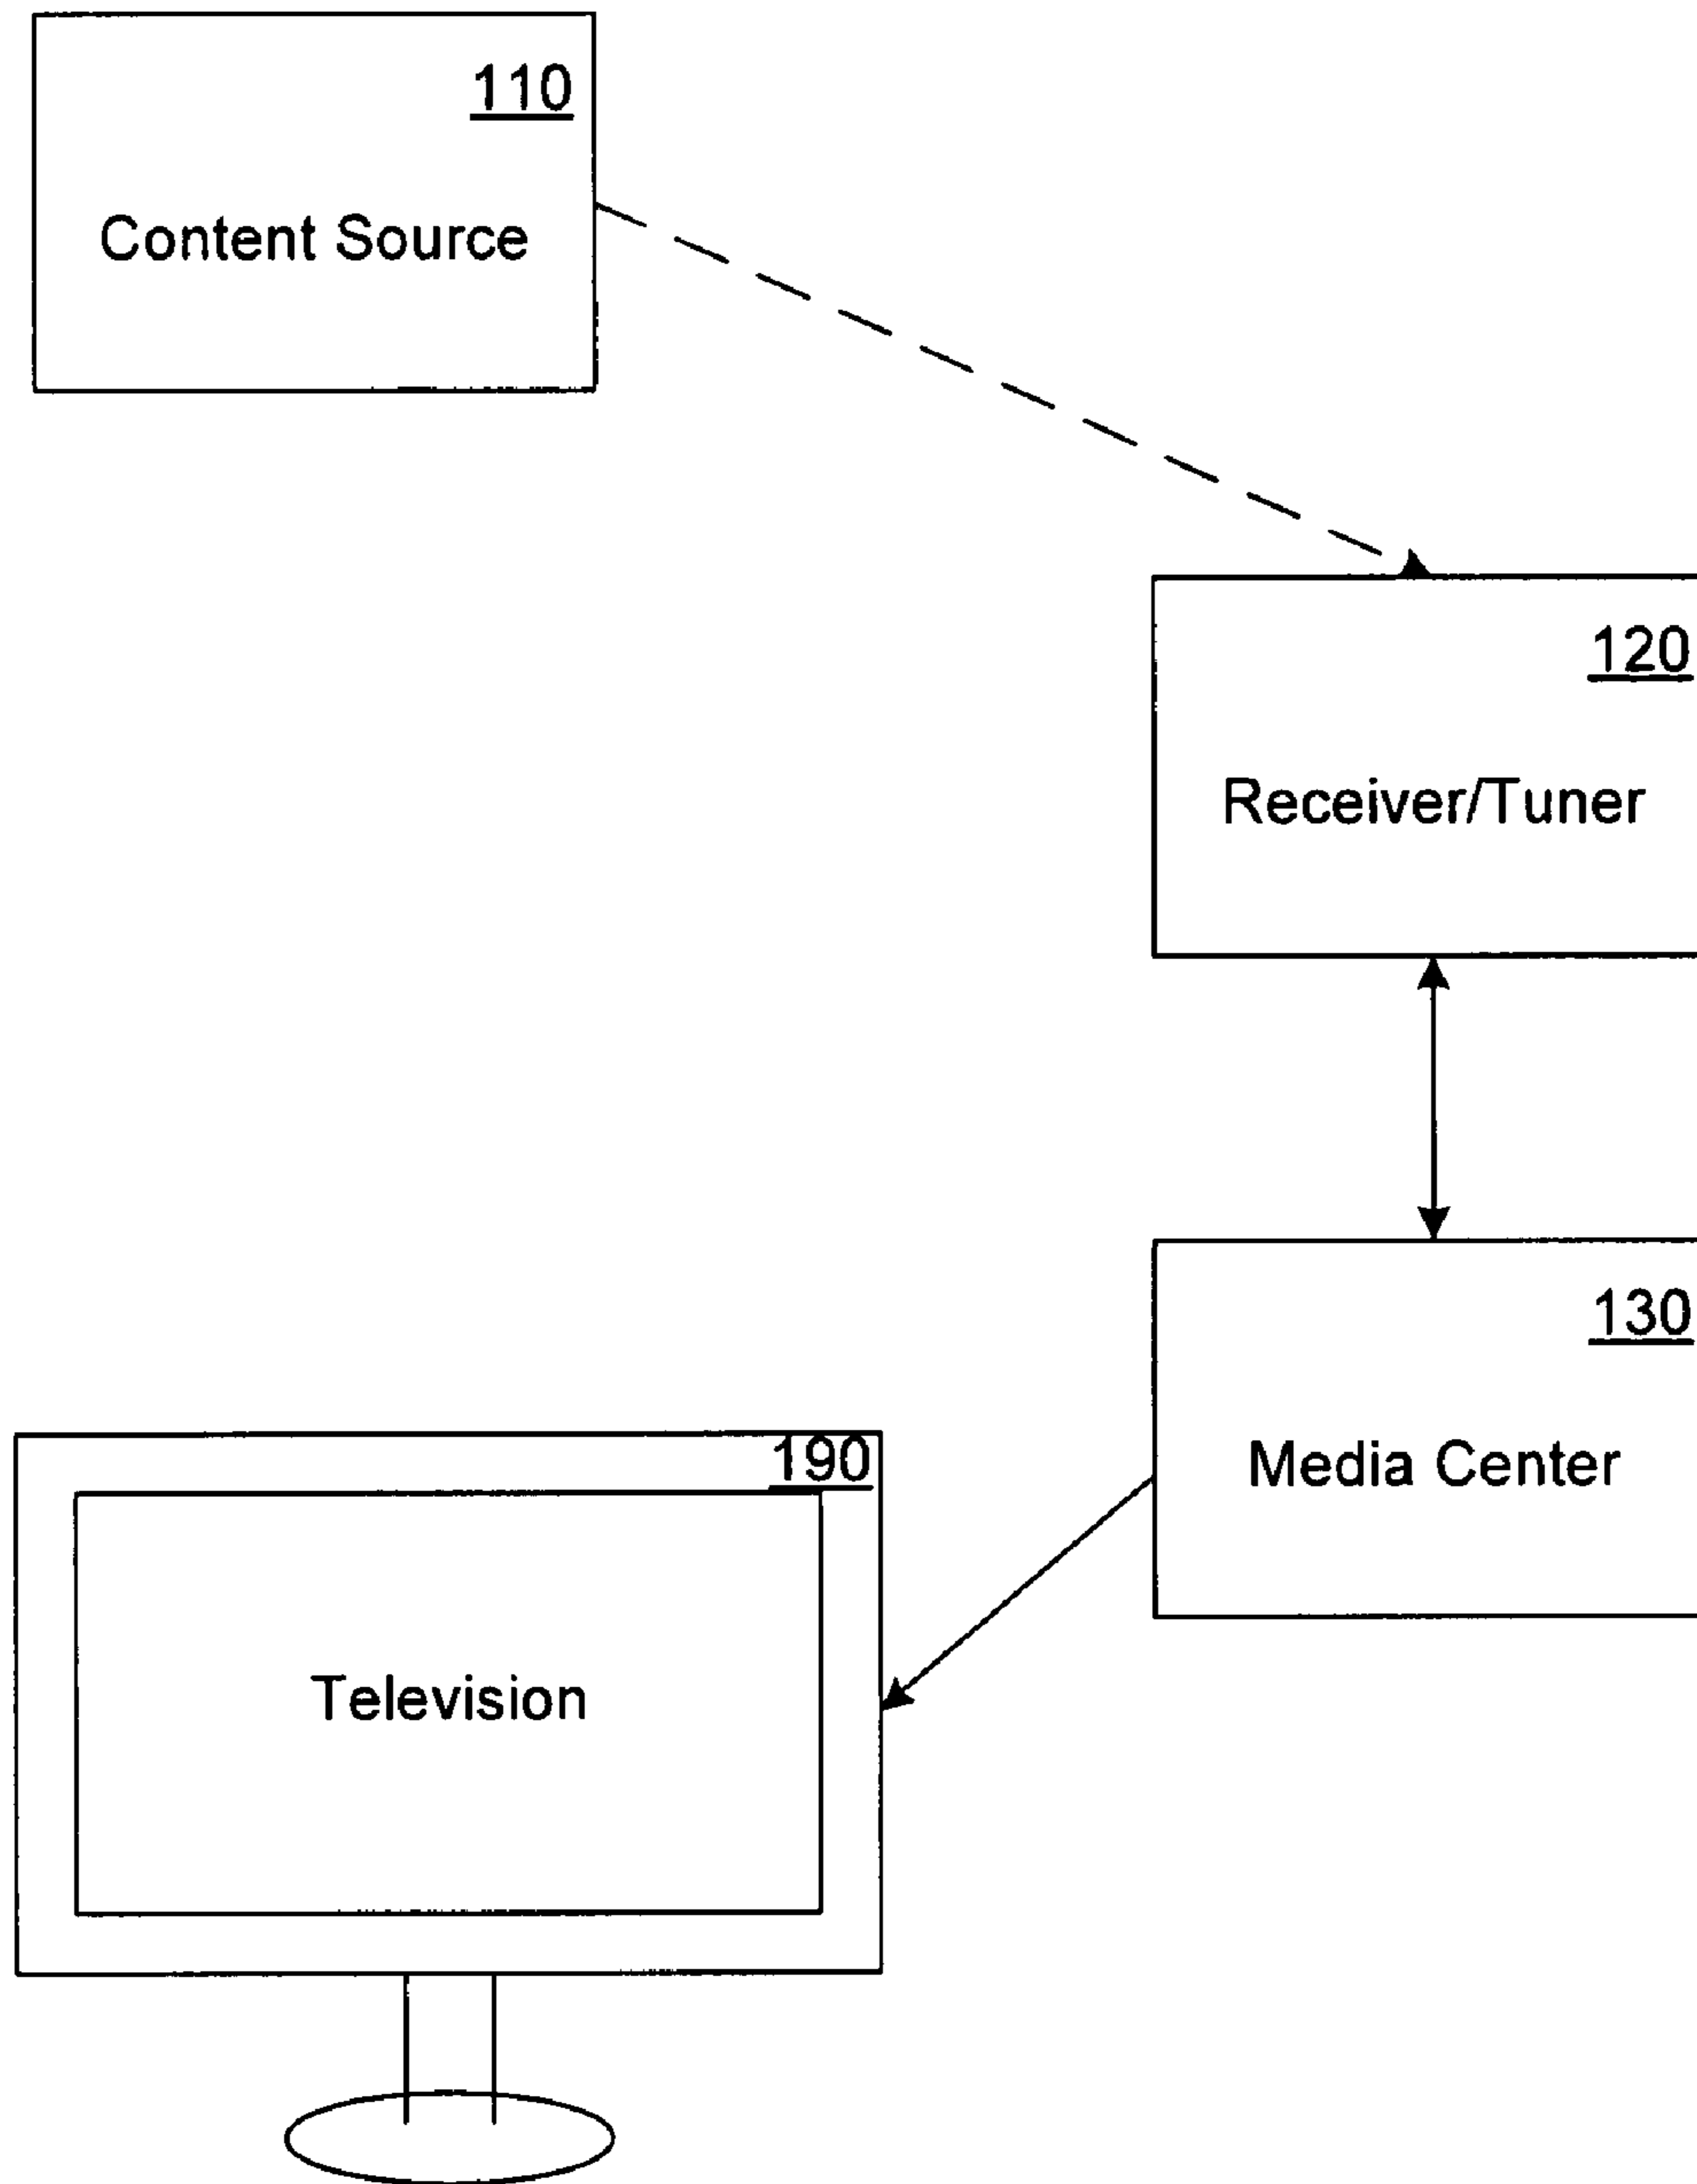 110
Content Source
120
Receiver/Tuner
130
Media Center
190
Television